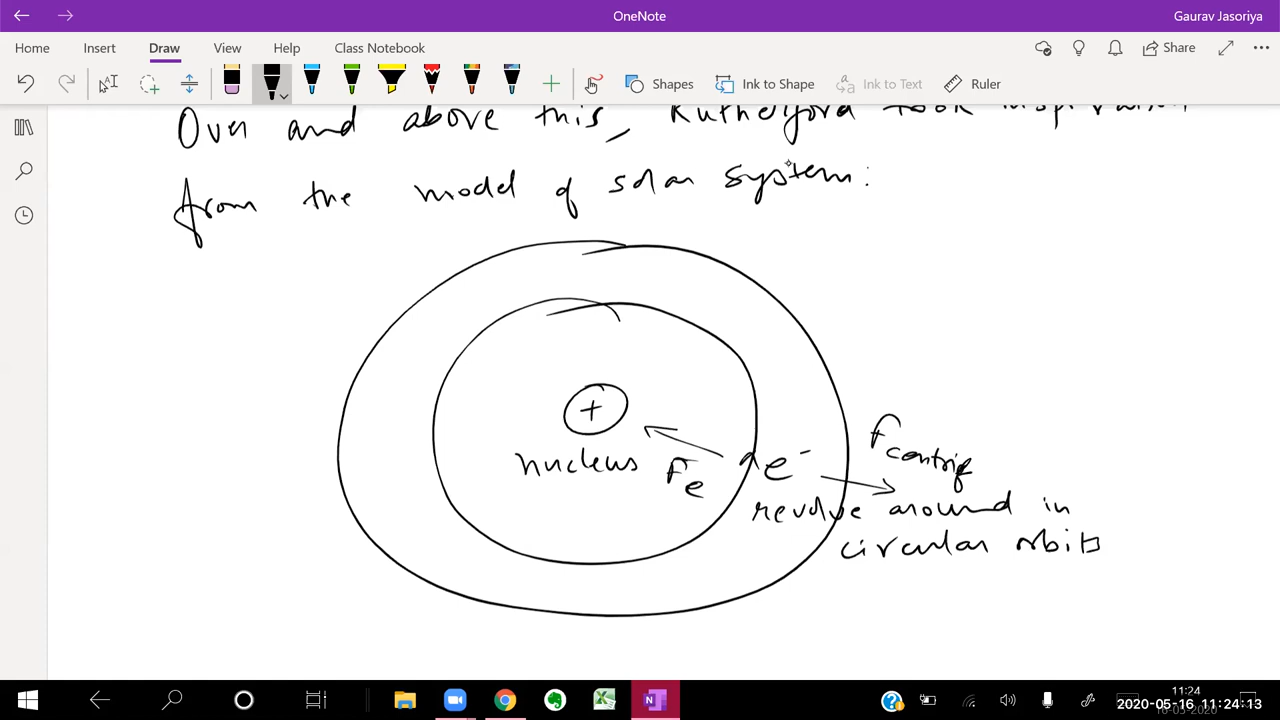 OneNote
Gaurav Jasoriya
Home Insert Draw View Help Class Notebook
Share
Shapes Ink to Shape Ink to Text Ruler
Over and above this, Rutherford took inspiration
from the model of solar system:
+
nucleus
Fe
e-
Fcentrif
revolve around in
circular orbits
11:24
2020-05-16 11:24:13